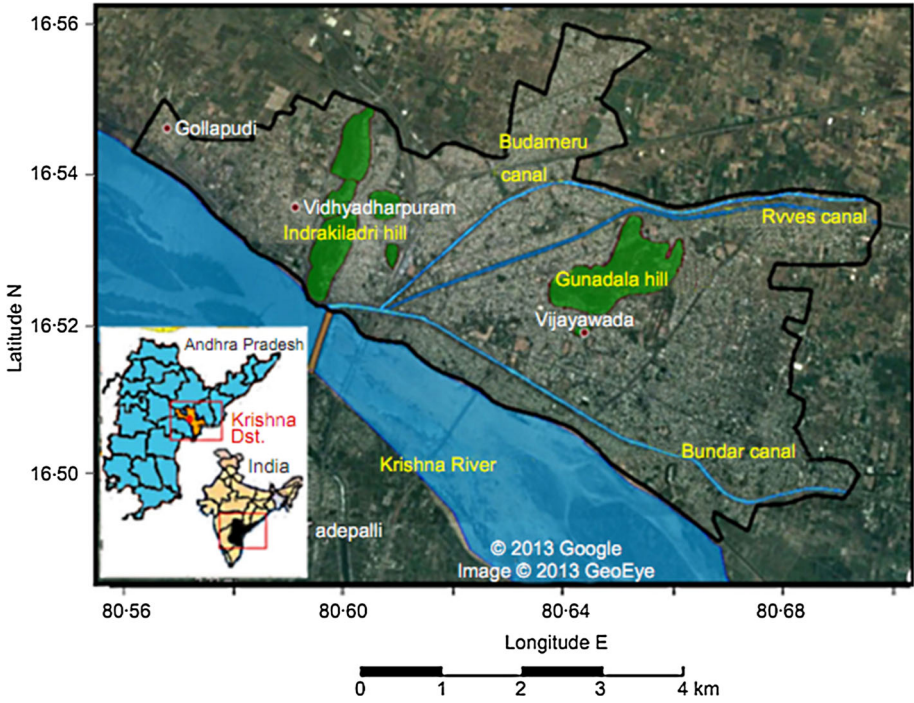 16·56
16·54
16·52
16·50
Latitude N
Gollapudi
Budameru
canal
Vidhyadharpuram
Indrakiladri hill
Rvves canal
Gunadala hill
Vijayawada
Andhra Pradesh
Krishna
Dst.
India
Krishna River
Bundar canal
adepalli
© 2013 Google
Image © 2013 GeoEye
80·56
80·60
80·64
80·68
Longitude E
0 1 2 3 4 km